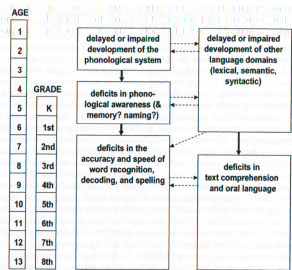 AGE
1
2
3
4
5
6
7
8
9
10
11
12
13
GRADE
K
1st
2nd
3rd
4th
5th
6th
7th
8th
delayed or impaired
development of the
phonological system
deficits in phono-
logical awareness (&
memory? naming?)
deficits in the
accuracy and speed of
word recognition,
decoding, and spelling
delayed or impaired
development of other
language domains
(lexical, semantic,
syntactic)
deficits in
text comprehension
and oral language